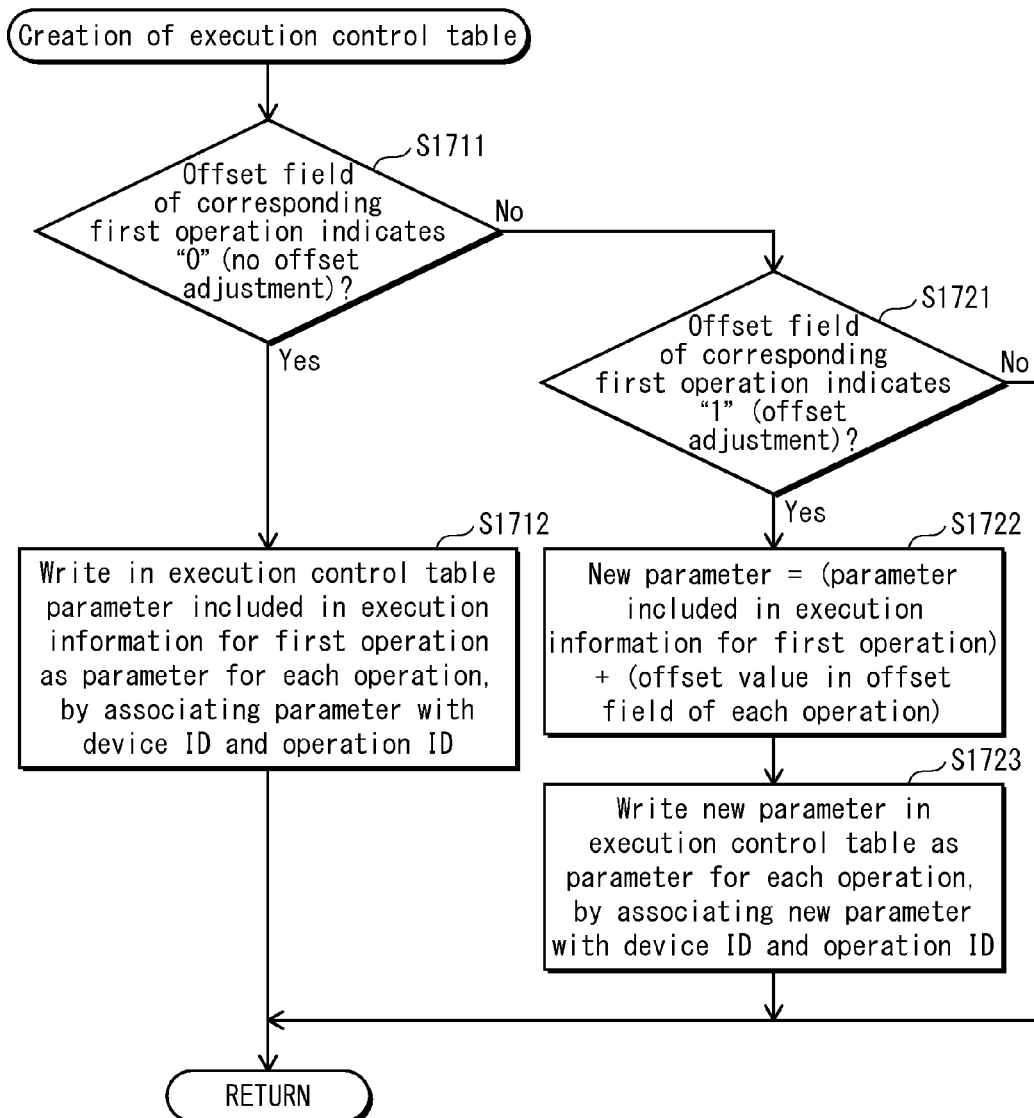 Creation of execution control table
S1711
Offset field
of corresponding
first operation indicates
“0” (no offset
adjustment)?
No
Yes
S1721
Offset field
of corresponding
first operation indicates
“1” (offset
adjustment)?
No
Yes
S1712
Write in execution control table
parameter included in execution
information for first operation
as parameter for each operation,
by associating parameter with
device ID and operation ID
S1722
New parameter = (parameter
included in execution
information for first operation)
+ (offset value in offset
field of each operation)
S1723
Write new parameter in
execution control table as
parameter for each operation,
by associating new parameter
with device ID and operation ID
RETURN